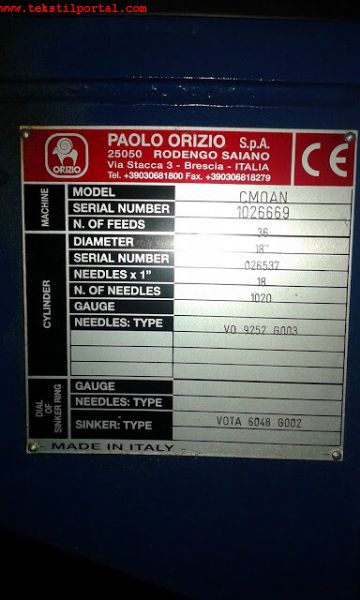 www.tekstilportal.com
ORIZIO
PAOLO ORIZIO S.p.A.
25050 RODENGO SAIANO
Via Stacca 3 - Brescia - ITALIA
Tel. +39030681800 Fax. +390306818279
CE
MACHINE
MODEL CMOAN
SERIAL NUMBER 1026669
N. OF FEEDS 36
CYLINDER
DIAMETER 18"
SERIAL NUMBER 026537
NEEDLES x 1" 18
N. OF NEEDLES 1020
GAUGE
NEEDLES: TYPE VO 9252 G003
DIAL OF SINKER RING
GAUGE
NEEDLES: TYPE
SINKER: TYPE VOTA 6048 G002
MADE IN ITALY